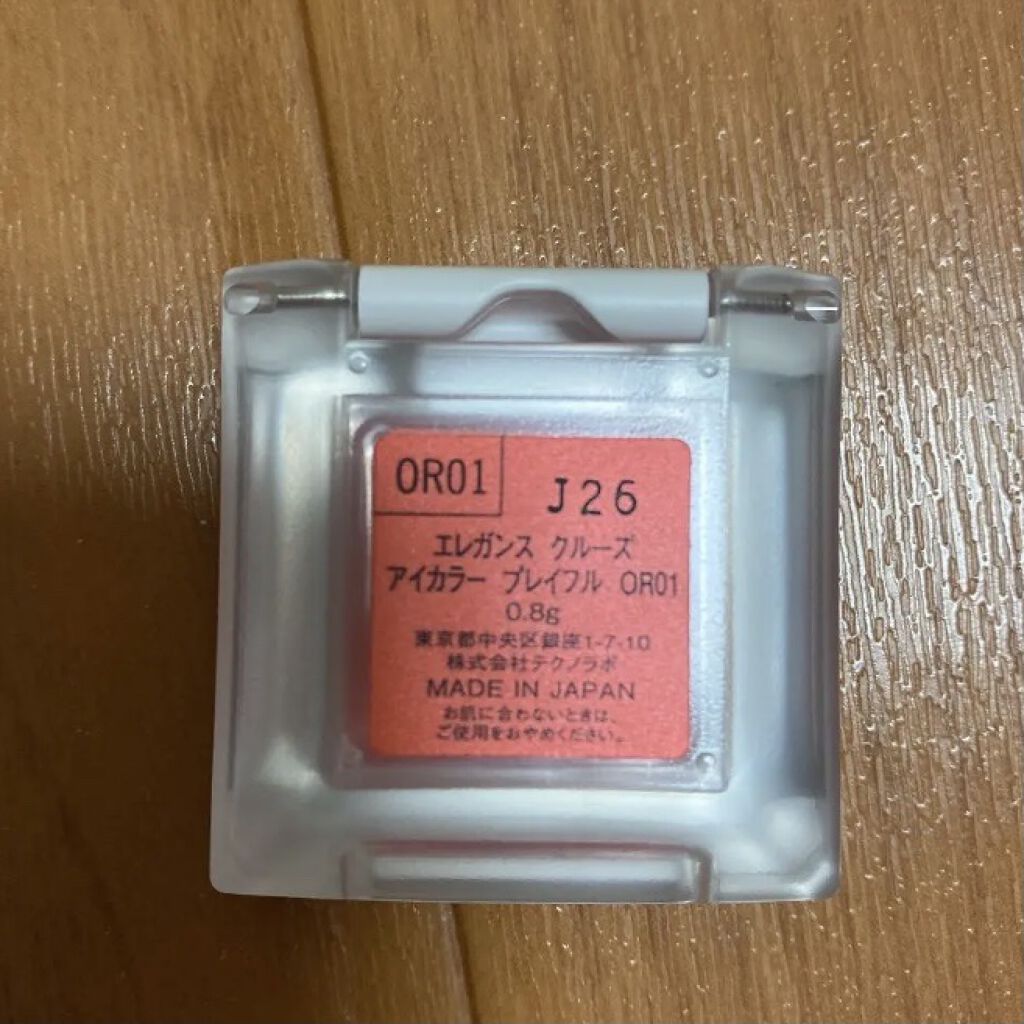 OR01
J26
エレガンス クルーズ
アイカラー プレイフル OR01
0.8g
東京都中央区銀座1-7-10
株式会社テクノラボ
MADE IN JAPAN
お肌に合わないときは、
ご使用をおやめください。